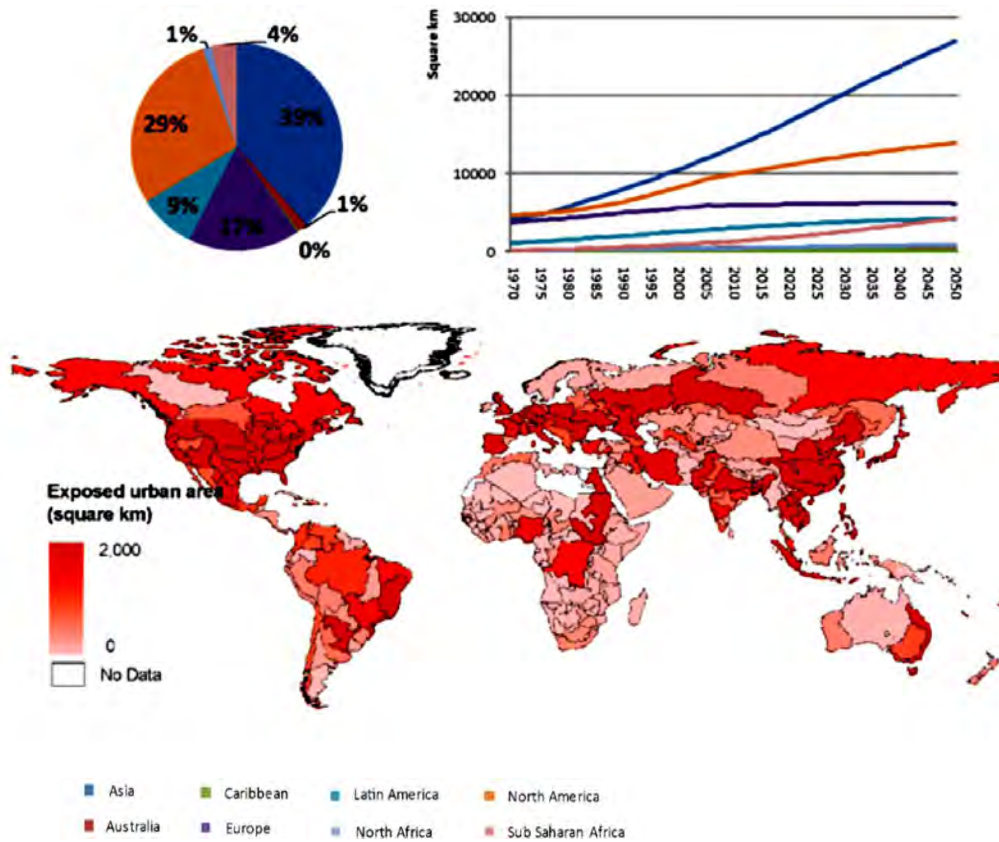 1%
4%
29%
39%
9%
17%
1%
0%
Square km
30000
20000
10000
0
1970
1975
1980
1985
1990
1995
2000
2005
2010
2015
2020
2025
2030
2035
2040
2045
2050
Exposed urban area
(square km)
2,000
0
No Data
Asia
Caribbean
Latin America
North America
Australia
Europe
North Africa
Sub Saharan Africa